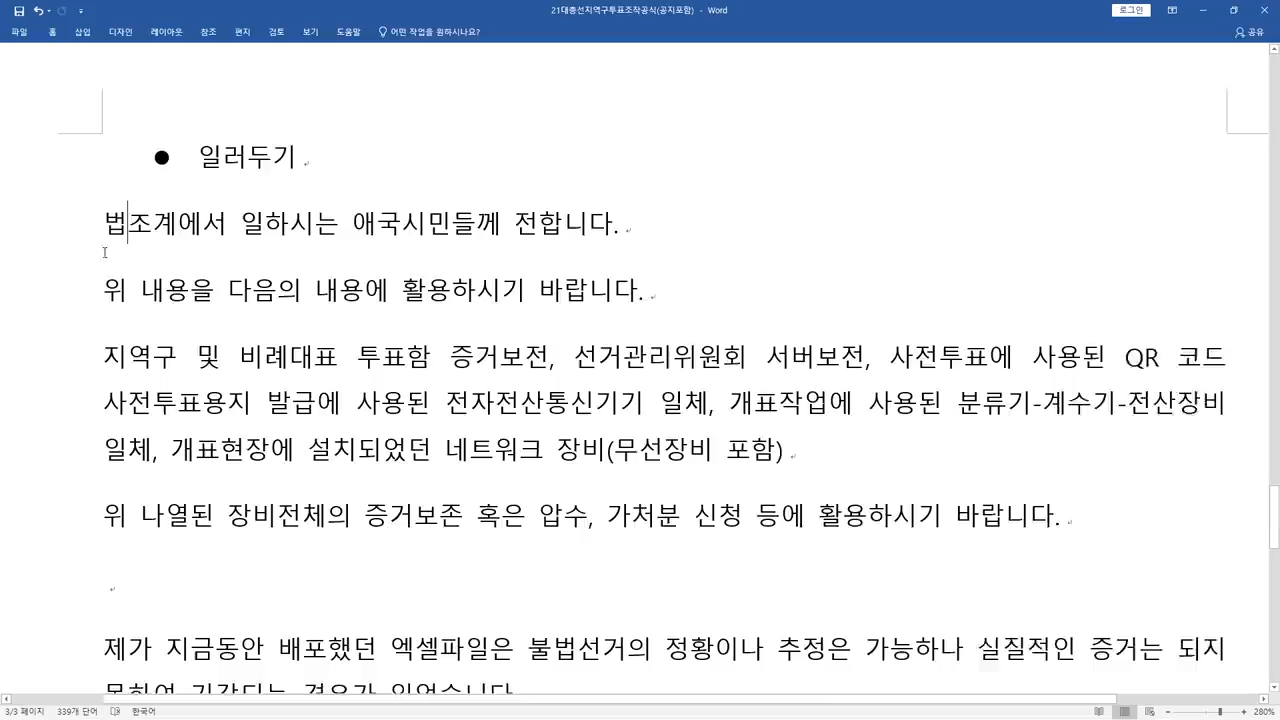 21대총선지역구투표조작공식(공지포함) - Word
로그인
파일 홈 삽입 디자인 레이아웃 참조 편지 검토 보기 도움말 어떤 작업을 원하시나요?
공유
● 일러두기
법조계에서 일하시는 애국시민들께 전합니다.
위 내용을 다음의 내용에 활용하시기 바랍니다.
지역구 및 비례대표 투표함 증거보전, 선거관리위원회 서버보전, 사전투표에 사용된 QR 코드
사전투표용지 발급에 사용된 전자전산통신기기 일체, 개표작업에 사용된 분류기-계수기-전산장비
일체, 개표현장에 설치되었던 네트워크 장비(무선장비 포함)
위 나열된 장비전체의 증거보존 혹은 압수, 가처분 신청 등에 활용하시기 바랍니다.
제가 지금동안 배포했던 엑셀파일은 불법선거의 정황이나 추정은 가능하나 실질적인 증거는 되지
못하여 기각되는 경우가 있었습니다
3/3 페이지 339개 단어 한국어
280%